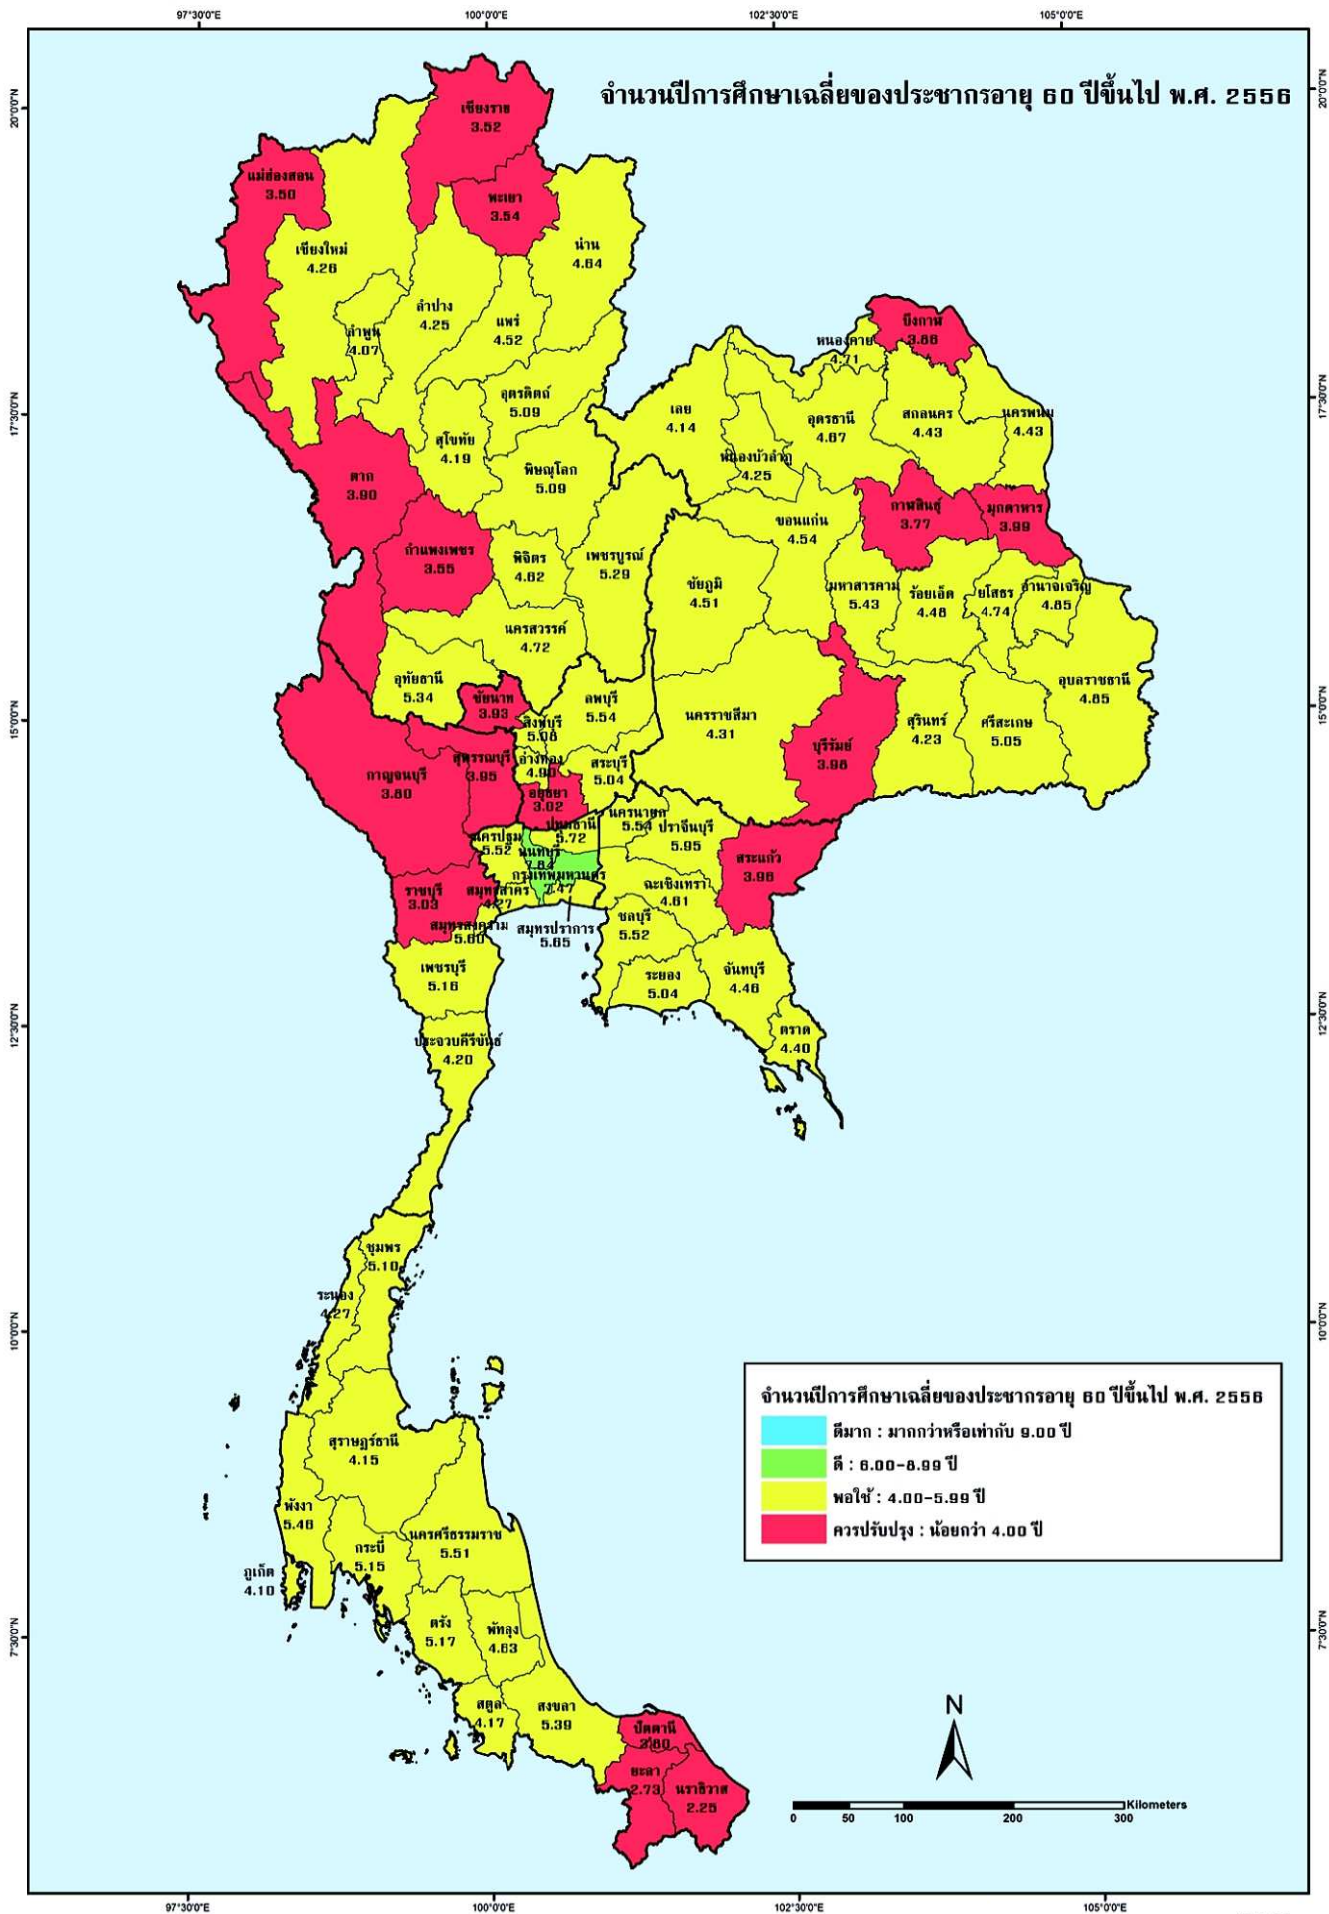 97°30'0"E 100°0'0"E 102°30'0"E 105°0'0"E
จำนวนปีการศึกษาเฉลี่ยของประชากรอายุ 60 ปีขึ้นไป พ.ศ. 2556
20°0'0"N
20°0'0"N
เชียงราย
3.52
แม่ฮ่องสอน
3.50
พะเยา
3.54
เชียงใหม่
4.26
น่าน
4.64
ลำปาง
4.25
แพร่
4.52
ลำพูน
4.07
บึงกาฬ
หนองคาย
4.71
อุตรดิตถ์
5.09
17°30'0"N
17°30'0"N
เลย
4.14
อุดรธานี
4.67
สกลนคร
4.43
นครพนม
4.43
สุโขทัย
4.19
หนองบัวลำภู
4.25
พิษณุโลก
5.09
ตาก
3.90
กาฬสินธุ์
3.77
มุกดาหาร
3.99
ขอนแก่น
4.54
กำแพงเพชร
3.55
พิจิตร
4.62
เพชรบูรณ์
5.29
ชัยภูมิ
4.51
มหาสารคาม
5.43
ร้อยเอ็ด
4.46
ยโสธร
4.74
อำนาจเจริญ
4.65
นครสวรรค์
4.72
อุทัยธานี
5.34
อุบลราชธานี
4.85
ชัยนาท
3.93
ลพบุรี
5.54
15°0'0"N
15°0'0"N
สิงห์บุรี
5.08
นครราชสีมา
4.31
สุรินทร์
4.23
ศรีสะเกษ
5.05
บุรีรัมย์
3.96
สุพรรณบุรี
3.95
อ่างทอง
4.90
สระบุรี
5.04
กาญจนบุรี
3.60
อยุธยา
3.02
นครนายก
5.54
ปทุมธานี
5.72
ปราจีนบุรี
5.95
นครปฐม
5.52
นนทบุรี
7.64
สระแก้ว
3.96
กรุงเทพมหานคร
7.47
ฉะเชิงเทรา
4.61
ราชบุรี
3.03
สมุทรสาคร
4.27
สมุทรสงคราม
5.60
สมุทรปราการ
5.65
ชลบุรี
5.52
เพชรบุรี
5.16
ระยอง
5.04
จันทบุรี
4.46
12°30'0"N
12°30'0"N
ตราด
4.40
ประจวบคีรีขันธ์
4.20
ชุมพร
5.10
ระนอง
4.27
10°0'0"N
10°0'0"N
จำนวนปีการศึกษาเฉลี่ยของประชากรอายุ 60 ปีขึ้นไป พ.ศ. 2556
ดีมาก : มากกว่าหรือเท่ากับ 9.00 ปี
ดี : 6.00-8.99 ปี
พอใช้ : 4.00-5.99 ปี
ควรปรับปรุง : น้อยกว่า 4.00 ปี
สุราษฎร์ธานี
4.15
พังงา
5.46
นครศรีธรรมราช
5.51
กระบี่
5.15
ภูเก็ต
4.10
7°30'0"N
7°30'0"N
ตรัง
5.17
พัทลุง
4.63
สตูล
4.17
สงขลา
5.39
ปัตตานี
ยะลา
2.73
นราธิวาส
2.25
N
Kilometers
0 50 100 200 300
97°30'0"E 100°0'0"E 102°30'0"E 105°0'0"E